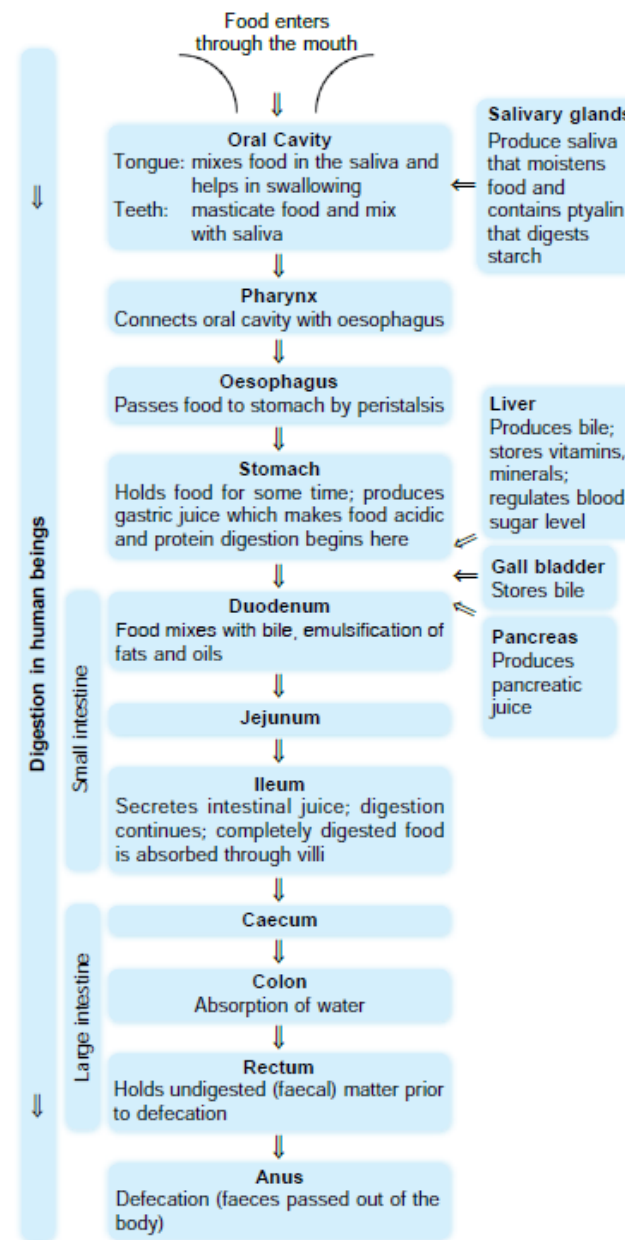 Food enters
through the mouth
Digestion in human beings
Oral Cavity
Tongue: mixes food in the saliva and
helps in swallowing
Teeth: masticate food and mix
with saliva
Salivary glands
Produce saliva
that moistens
food and
contains ptyalin
that digests
starch
Pharynx
Connects oral cavity with oesophagus
Oesophagus
Passes food to stomach by peristalsis
Stomach
Holds food for some time; produces
gastric juice which makes food acidic
and protein digestion begins here
Liver
Produces bile;
stores vitamins,
minerals;
regulates blood
sugar level
Gall bladder
Stores bile
Pancreas
Produces
pancreatic
juice
Small intestine
Duodenum
Food mixes with bile, emulsification of
fats and oils
Jejunum
Ileum
Secretes intestinal juice; digestion
continues; completely digested food
is absorbed through villi
Large intestine
Caecum
Colon
Absorption of water
Rectum
Holds undigested (faecal) matter prior
to defecation
Anus
Defecation (faeces passed out of the
body)